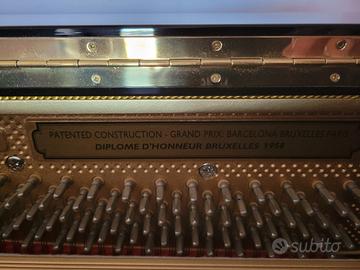 PATENTED CONSTRUCTION - GRAND PRIX: BARCELONA BRUXELLES PARIS
DIPLOME D'HONNEUR BRUXELLES 1958
subito